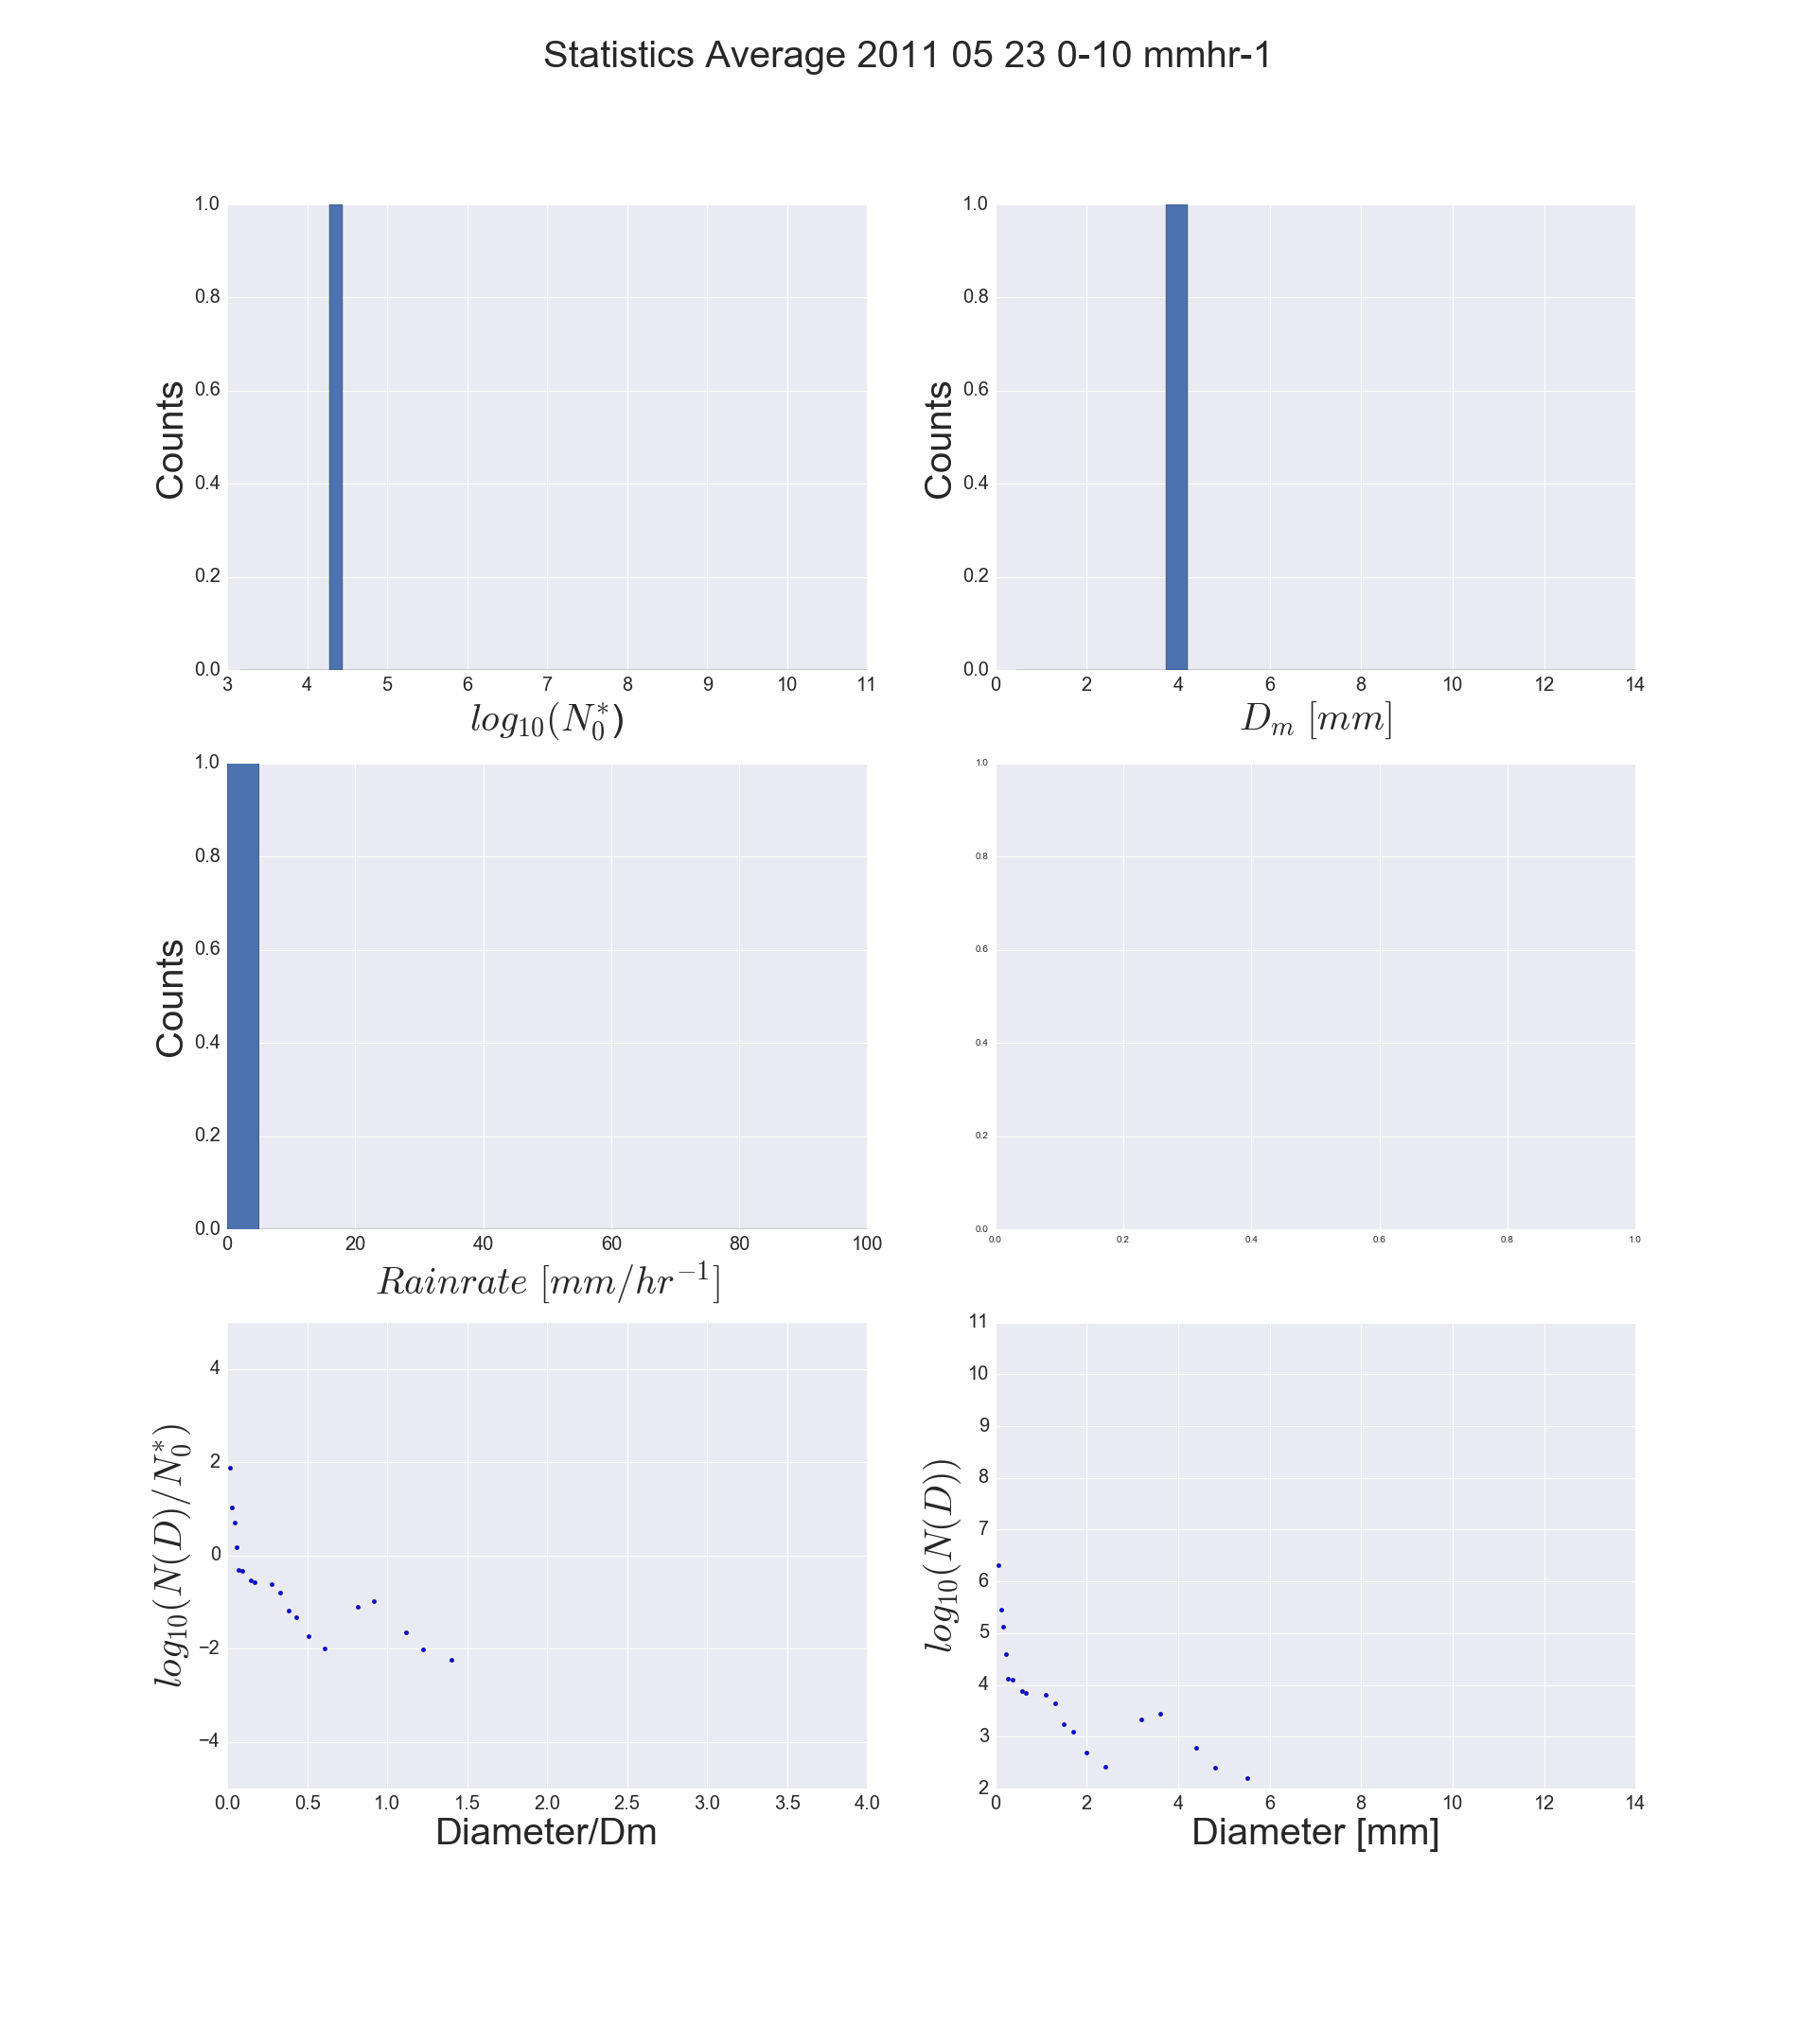 Statistics Average 2011 05 23 0-10 mmhr-1
1.0
0.8
0.6
0.4
0.2
0.0
Counts
3 4 5 6 7 8 9 10 11
log₁₀(N₀*)
1.0
0.8
0.6
0.4
0.2
0.0
Counts
0 2 4 6 8 10 12 14
Dₘ [mm]
1.0
0.8
0.6
0.4
0.2
0.0
Counts
0 20 40 60 80 100
Rainrate [mm/hr⁻¹]
1.0
0.8
0.6
0.4
0.2
0.0
0.0 0.2 0.4 0.6 0.8 1.0
4
2
0
−2
−4
log₁₀(N(D)/N₀*)
0.0 0.5 1.0 1.5 2.0 2.5 3.0 3.5 4.0
Diameter/Dm
11
10
9
8
7
6
5
4
3
2
log₁₀(N(D))
0 2 4 6 8 10 12 14
Diameter [mm]